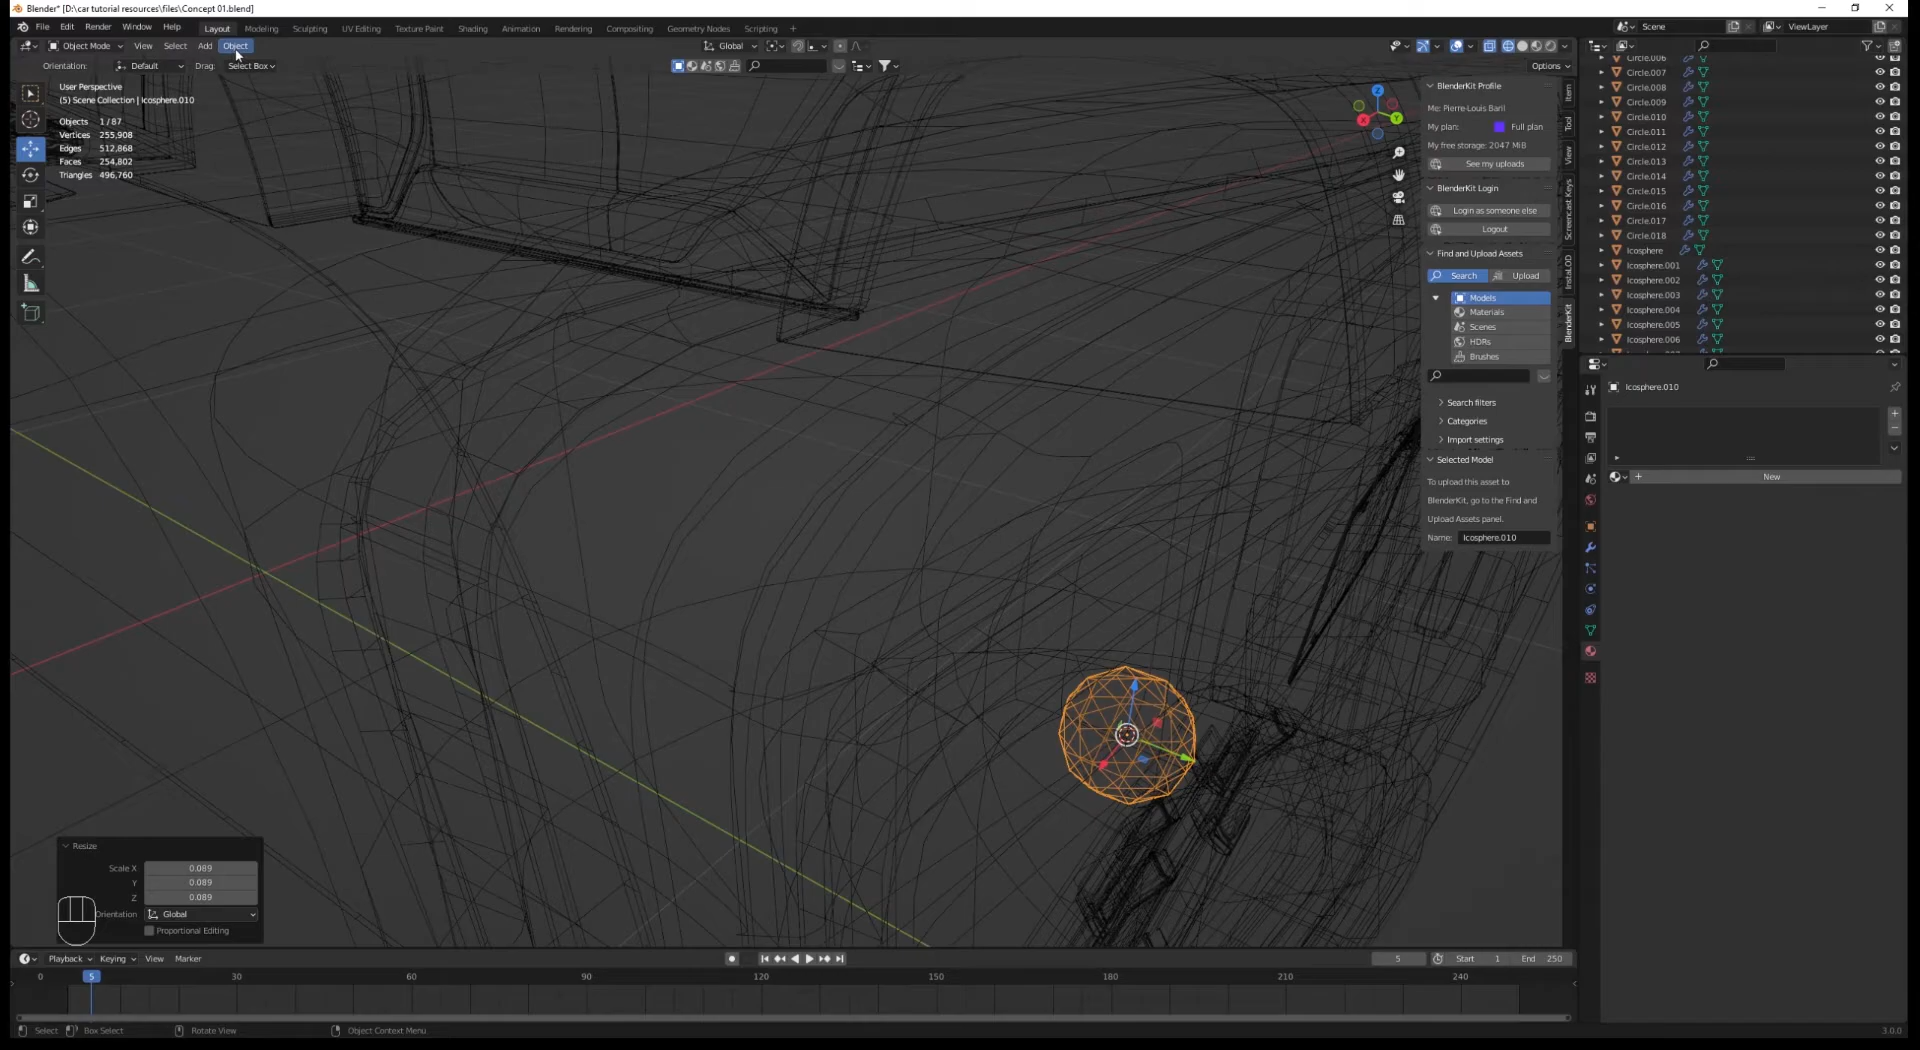 Blender* [D:\car tutorial resources\files\Concept 01.blend]
File Edit Render Window Help Layout Modeling Sculpting UV Editing Texture Paint Shading Animation Rendering Compositing Geometry Nodes Scripting + Scene ViewLayer
Object Mode View Select Add Object Global
Orientation: Default Drag: Select Box Options
User Perspective
(5) Scene Collection | Icosphere.010
Objects 1/87
Vertices 255,908
Edges 512,868
Faces 254,802
Triangles 496,760
Z
Y
X
BlenderKit Profile
Me: Pierre-Louis Baril
My plan: Full plan
My free storage: 2047 MiB
See my uploads
BlenderKit Login
Login as someone else
Logout
Find and Upload Assets
Search Upload
Models
Materials
Scenes
HDRs
Brushes
Search filters
Categories
Import settings
Selected Model
To upload this asset to
BlenderKit, go to the Find and
Upload Assets panel.
Name: Icosphere.010
Item
Tool
View
Screencast Keys
InstaLOD
BlenderKit
Circle.006
Circle.007
Circle.008
Circle.009
Circle.010
Circle.011
Circle.012
Circle.013
Circle.014
Circle.015
Circle.016
Circle.017
Circle.018
Icosphere
Icosphere.001
Icosphere.002
Icosphere.003
Icosphere.004
Icosphere.005
Icosphere.006
Icosphere.010
New
Resize
Scale X 0.089
Y 0.089
Z 0.089
Orientation Global
Proportional Editing
Playback Keying View Marker 5 Start 1 End 250
0 5 30 60 90 120 150 180 210 240
Select Box Select Rotate View Object Context Menu 3.0.0